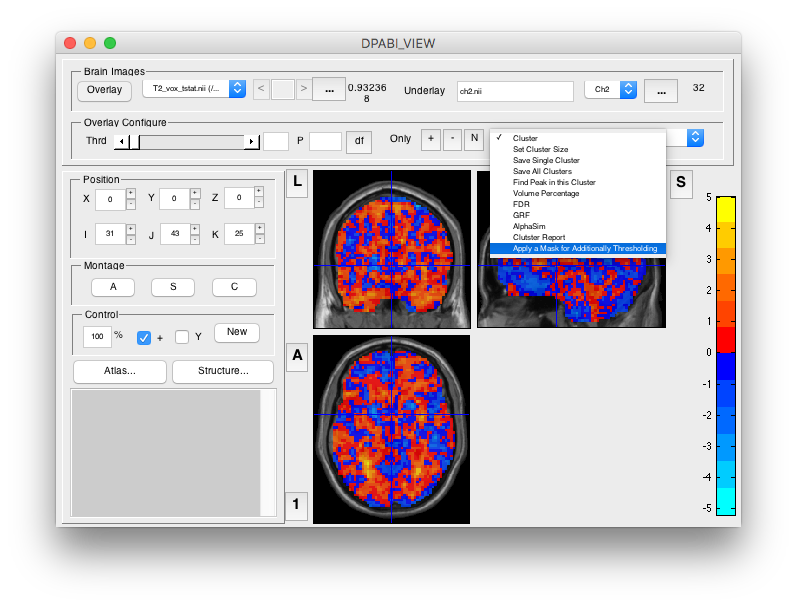 DPABI_VIEW
Brain Images
Overlay
T2_vox_tstat.nii (/...
<
>
...
0.93236
8
Underlay
ch2.nii
Ch2
...
32
Overlay Configure
Thrd
P
df
Only
+
-
N
✓ Cluster
Set Cluster Size
Save Single Cluster
Save All Clusters
Find Peak in this Cluster
Volume Percentage
FDR
GRF
AlphaSim
Clutster Report
Apply a Mask for Additionally Thresholding
Position
X 0 + - Y 0 + - Z 0 + -
I 31 + - J 43 + - K 25 + -
Montage
A S C
Control
100 % + Y New
Atlas... Structure...
L
S
A
1
5
4
3
2
1
0
-1
-2
-3
-4
-5